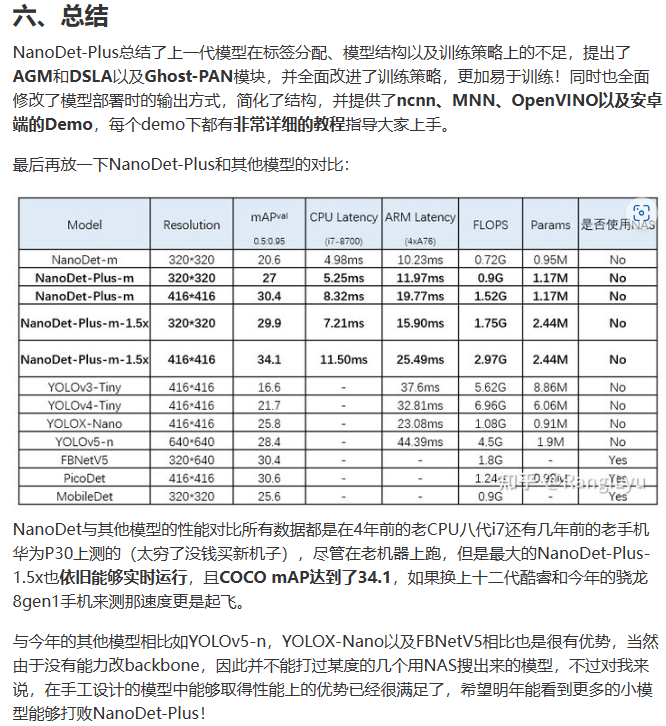 六、总结
NanoDet-Plus总结了上一代模型在标签分配、模型结构以及训练策略上的不足，提出了
AGM和DSLA以及Ghost-PAN模块，并全面改进了训练策略，更加易于训练！同时也全面
修改了模型部署时的输出方式，简化了结构，并提供了ncnn、MNN、OpenVINO以及安卓
端的Demo，每个demo下都有非常详细的教程指导大家上手。
最后再放一下NanoDet-Plus和其他模型的对比：
Model Resolution mAPval 0.5:0.95 CPU Latency (i7-8700) ARM Latency (4xA76) FLOPS Params 是否使用NAS
NanoDet-m 320*320 20.6 4.98ms 10.23ms 0.72G 0.95M No
NanoDet-Plus-m 320*320 27 5.25ms 11.97ms 0.9G 1.17M No
NanoDet-Plus-m 416*416 30.4 8.32ms 19.77ms 1.52G 1.17M No
NanoDet-Plus-m-1.5x 320*320 29.9 7.21ms 15.90ms 1.75G 2.44M No
NanoDet-Plus-m-1.5x 416*416 34.1 11.50ms 25.49ms 2.97G 2.44M No
YOLOv3-Tiny 416*416 16.6 - 37.6ms 5.62G 8.86M No
YOLOv4-Tiny 416*416 21.7 - 32.81ms 6.96G 6.06M No
YOLOX-Nano 416*416 25.8 - 23.08ms 1.08G 0.91M No
YOLOv5-n 640*640 28.4 - 44.39ms 4.5G 1.9M No
FBNetV5 320*640 30.4 - - 1.8G - Yes
PicoDet 416*416 30.6 - - 1.24G 0.99M Yes
MobileDet 320*320 25.6 - - 0.9G - Yes
知乎 @RangiLyu
NanoDet与其他模型的性能对比所有数据都是在4年前的老CPU八代i7还有几年前的老手机
华为P30上测的（太穷了没钱买新机子），尽管在老机器上跑，但是最大的NanoDet-Plus-
1.5x也依旧能够实时运行，且COCO mAP达到了34.1，如果换上十二代酷睿和今年的骁龙
8gen1手机来测那速度更是起飞。
与今年的其他模型相比如YOLOv5-n，YOLOX-Nano以及FBNetV5相比也是很有优势，当然
由于没有能力改backbone，因此并不能打过某度的几个用NAS搜出来的模型，不过对我来
说，在手工设计的模型中能够取得性能上的优势已经很满足了，希望明年能看到更多的小模
型能够打败NanoDet-Plus！